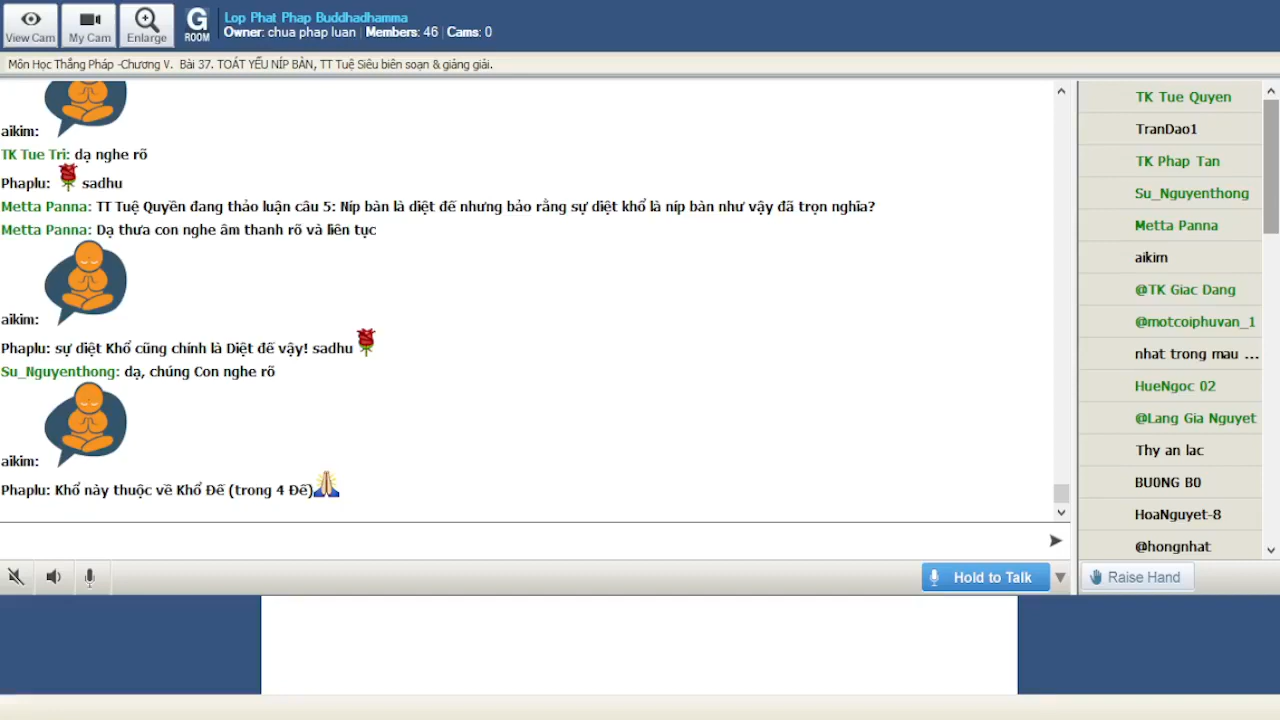 View Cam
My Cam
Enlarge
G
ROOM
Lop Phat Phap Buddhadhamma
Owner: chua phap luan | Members: 46 | Cams: 0
Môn Học Thắng Pháp -Chương V. Bài 37. TOÁT YẾU NÍP BÀN, TT Tuệ Siêu biên soạn & giảng giải.
aikim:
TK Tue Tri: dạ nghe rõ
Phaplu: sadhu
Metta Panna: TT Tuệ Quyền đang thảo luận câu 5: Níp bàn là diệt đế nhưng bảo rằng sự diệt khổ là níp bàn như vậy đã trọn nghĩa?
Metta Panna: Dạ thưa con nghe âm thanh rõ và liên tục
aikim:
Phaplu: sự diệt Khổ cũng chính là Diệt đế vậy! sadhu
Su_Nguyenthong: dạ, chúng Con nghe rõ
aikim:
Phaplu: Khổ này thuộc về Khổ Đế (trong 4 Đế)
Hold to Talk
TK Tue Quyen
TranDao1
TK Phap Tan
Su_Nguyenthong
Metta Panna
aikim
@TK Giac Dang
@motcoiphuvan_1
nhat trong mau ...
HueNgoc 02
@Lang Gia Nguyet
Thy an lac
BU0NG B0
HoaNguyet-8
@hongnhat
Raise Hand